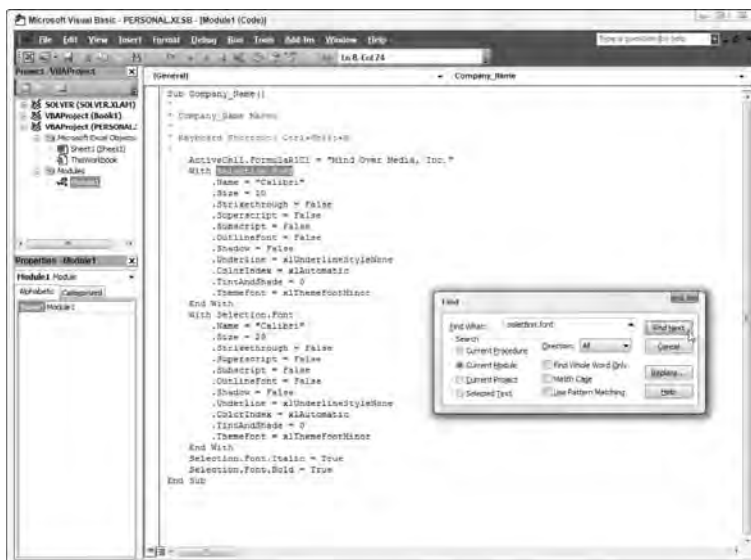 Microsoft Visual Basic - PERSONAL.XLSB - [Module1 (Code)]
File Edit View Insert Format Debug Run Tools Add-Ins Window Help
Type a question for help
Ln 8, Col 24
Project - VBAProject
(General)
Company_Name
SOLVER (SOLVER.XLAM)
VBAProject (Book1)
VBAProject (PERSONAL.
Microsoft Excel Objects
Sheet1 (Sheet1)
ThisWorkbook
Modules
Module1
Properties - Module1
Module1 Module
Alphabetic Categorized
Module1
Sub Company_Name()
'
' Company_Name Macro
'
' Keyboard Shortcut:
'
ActiveCell.FormulaR1C1 = "Mind Over Media, Inc."
With Selection.Font
.Name = "Calibri"
.Size = 10
.Strikethrough = False
.Superscript = False
.Subscript = False
.OutlineFont = False
.Shadow = False
.Underline = xlUnderlineStyleNone
.ColorIndex = xlAutomatic
.TintAndShade = 0
.ThemeFont = xlThemeFontMinor
End With
With Selection.Font
.Name = "Calibri"
.Size = 20
.Strikethrough = False
.Superscript = False
.Subscript = False
.OutlineFont = False
.Shadow = False
.Underline = xlUnderlineStyleNone
.ColorIndex = xlAutomatic
.TintAndShade = 0
.ThemeFont = xlThemeFontMinor
End With
Selection.Font.Italic = True
Selection.Font.Bold = True
End Sub
Find
Find What: selection.font
Find Next
Search
Current Procedure
Current Module
Current Project
Selected Text
Direction: All
Find Whole Word Only
Match Case
Use Pattern Matching
Cancel
Replace...
Help